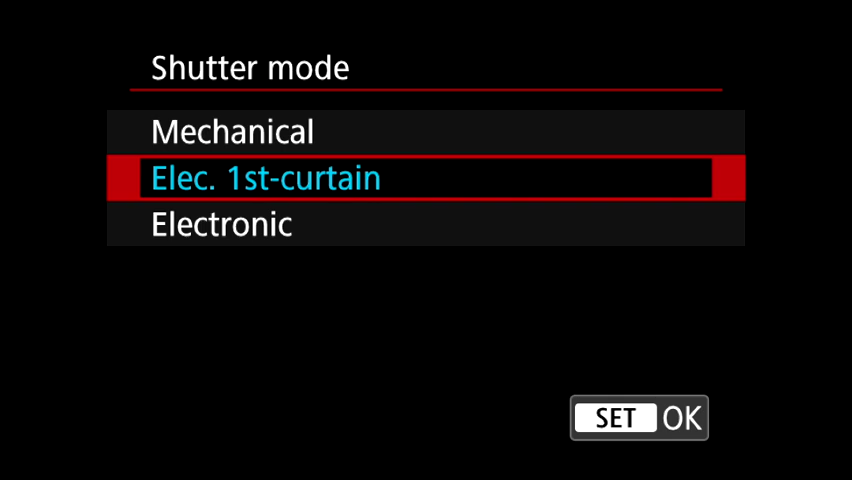 Shutter mode
Mechanical
Elec. 1st-curtain
Electronic
SET OK